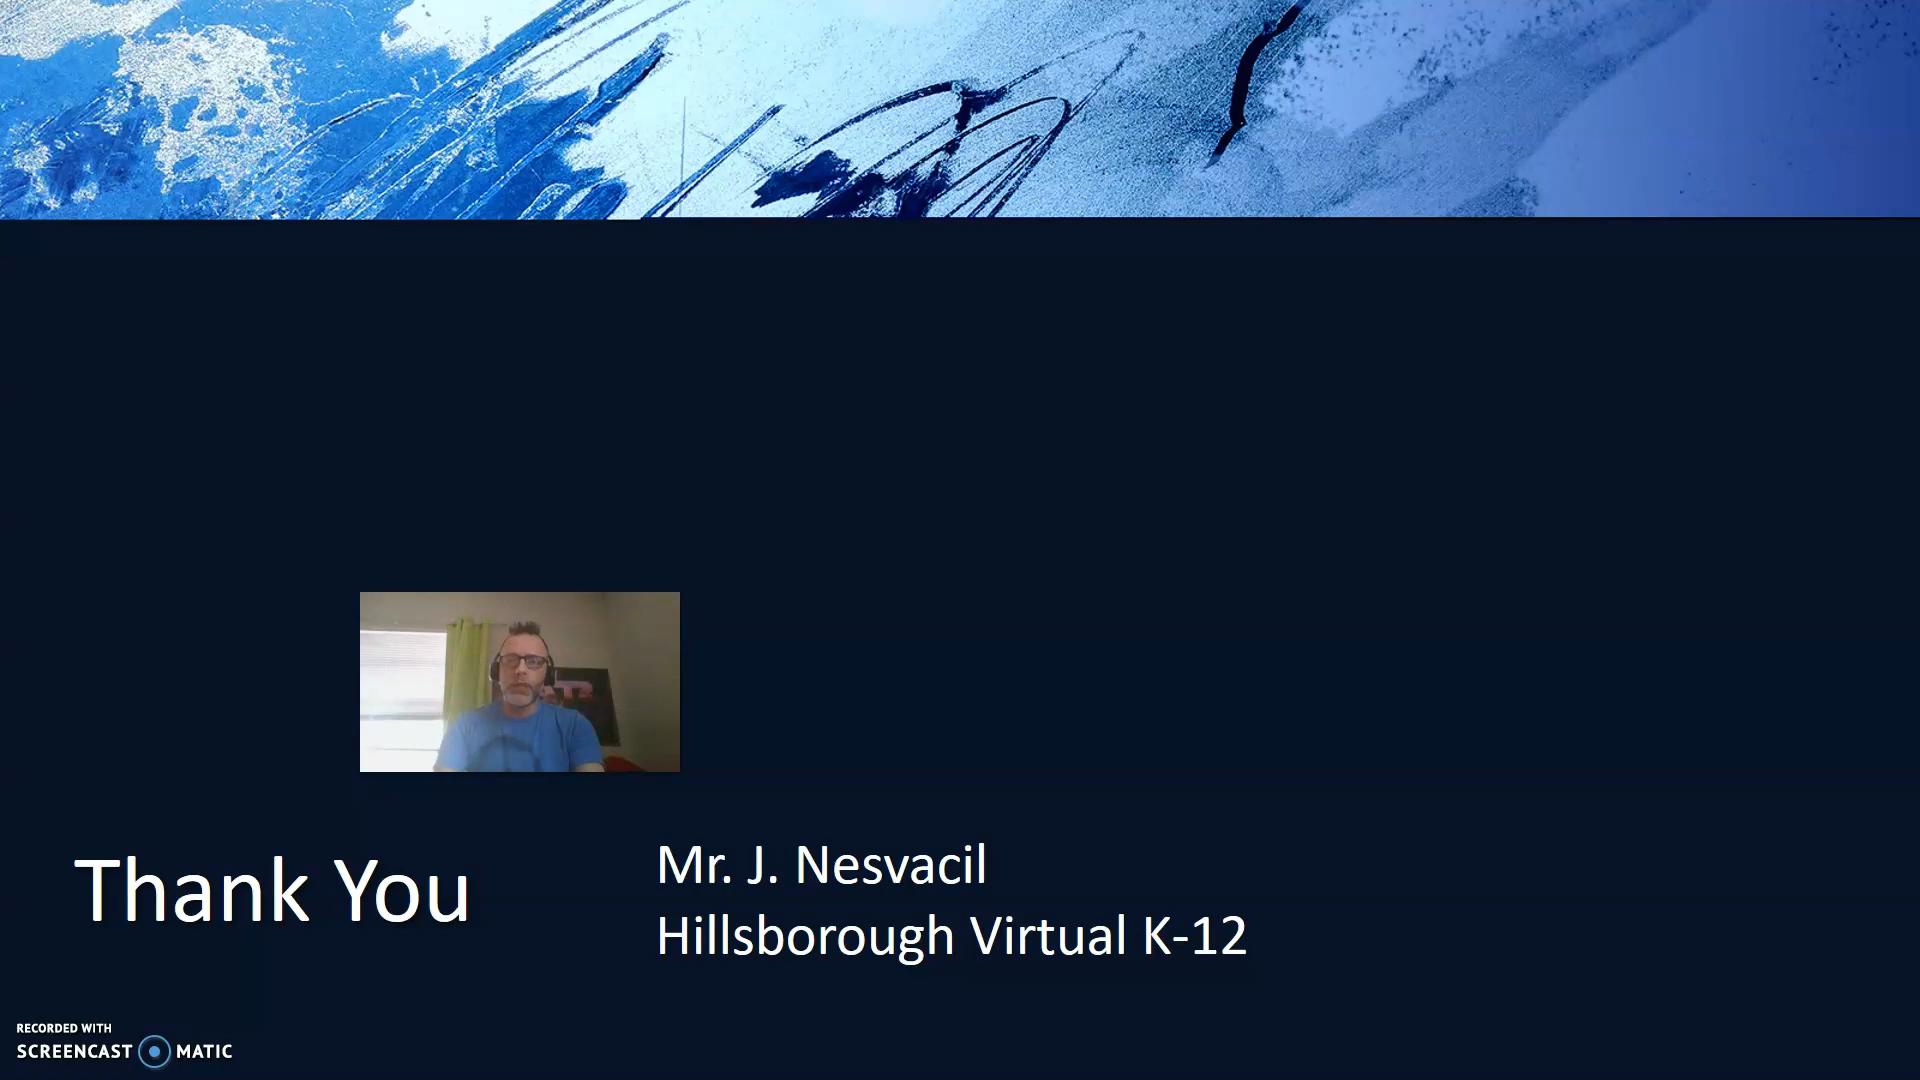 Thank You
Mr. J. Nesvacil
Hillsborough Virtual K-12
RECORDED WITH
SCREENCAST MATIC